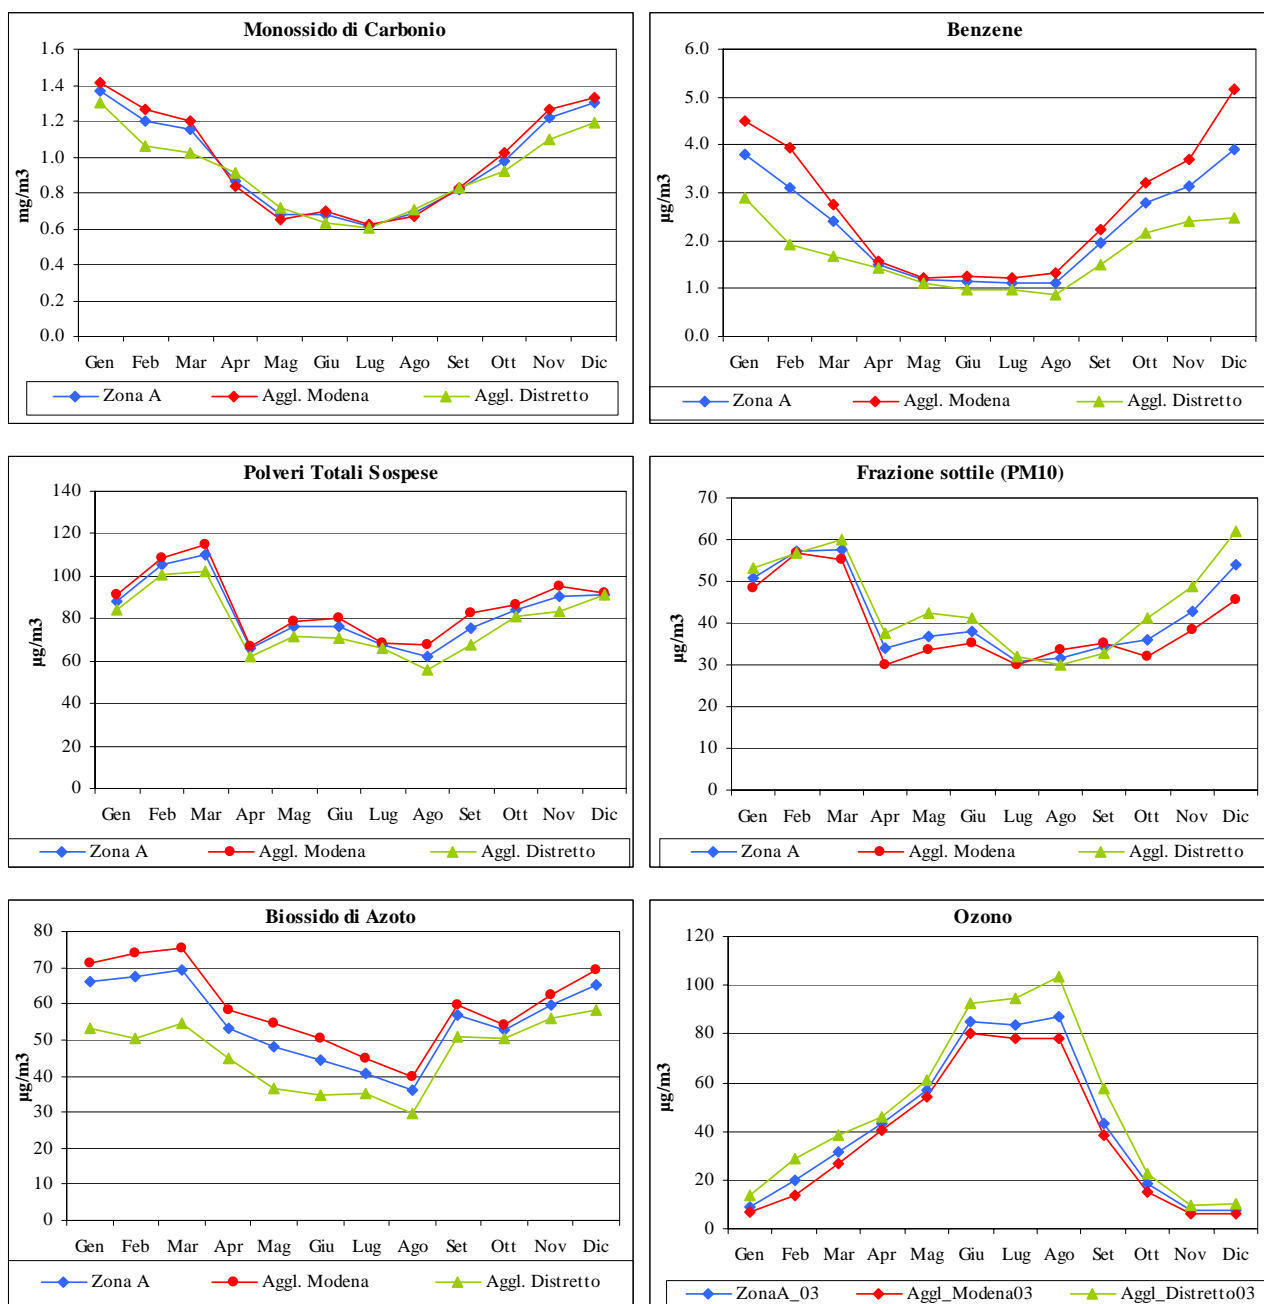 Monossido di Carbonio
mg/m3
1.6
1.4
1.2
1.0
0.8
0.6
0.4
0.2
0.0
Gen Feb Mar Apr Mag Giu Lug Ago Set Ott Nov Dic
Zona A Aggl. Modena Aggl. Distretto
Benzene
µg/m3
6.0
5.0
4.0
3.0
2.0
1.0
0.0
Gen Feb Mar Apr Mag Giu Lug Ago Set Ott Nov Dic
Zona A Aggl. Modena Aggl. Distretto
Polveri Totali Sospese
µg/m3
140
120
100
80
60
40
20
0
Gen Feb Mar Apr Mag Giu Lug Ago Set Ott Nov Dic
Zona A Aggl. Modena Aggl. Distretto
Frazione sottile (PM10)
µg/m3
70
60
50
40
30
20
10
0
Gen Feb Mar Apr Mag Giu Lug Ago Set Ott Nov Dic
Zona A Aggl. Modena Aggl. Distretto
Biossido di Azoto
µg/m3
80
70
60
50
40
30
20
10
0
Gen Feb Mar Apr Mag Giu Lug Ago Set Ott Nov Dic
Zona A Aggl. Modena Aggl. Distretto
Ozono
µg/m3
120
100
80
60
40
20
0
Gen Feb Mar Apr Mag Giu Lug Ago Set Ott Nov Dic
ZonaA_03 Aggl_Modena03 Aggl_Distretto03